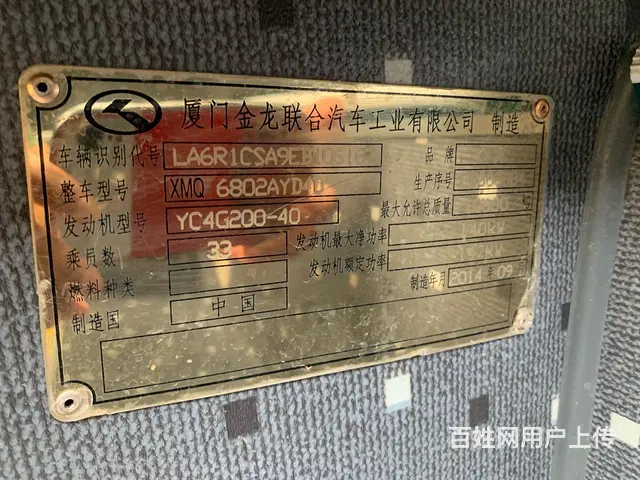 厦门金龙联合汽车工业有限公司 制造
车辆识别代号 LA6R1CSA9EB 品牌
整车型号 XMQ 6802AYD4 生产序号
发动机型号 YC4G200-40 最大允许总质量 KG
乘员数 33 发动机最大净功率 140KW
燃料种类 发动机额定功率
制造国 中国 制造年月 2014年09
百姓网用户上传